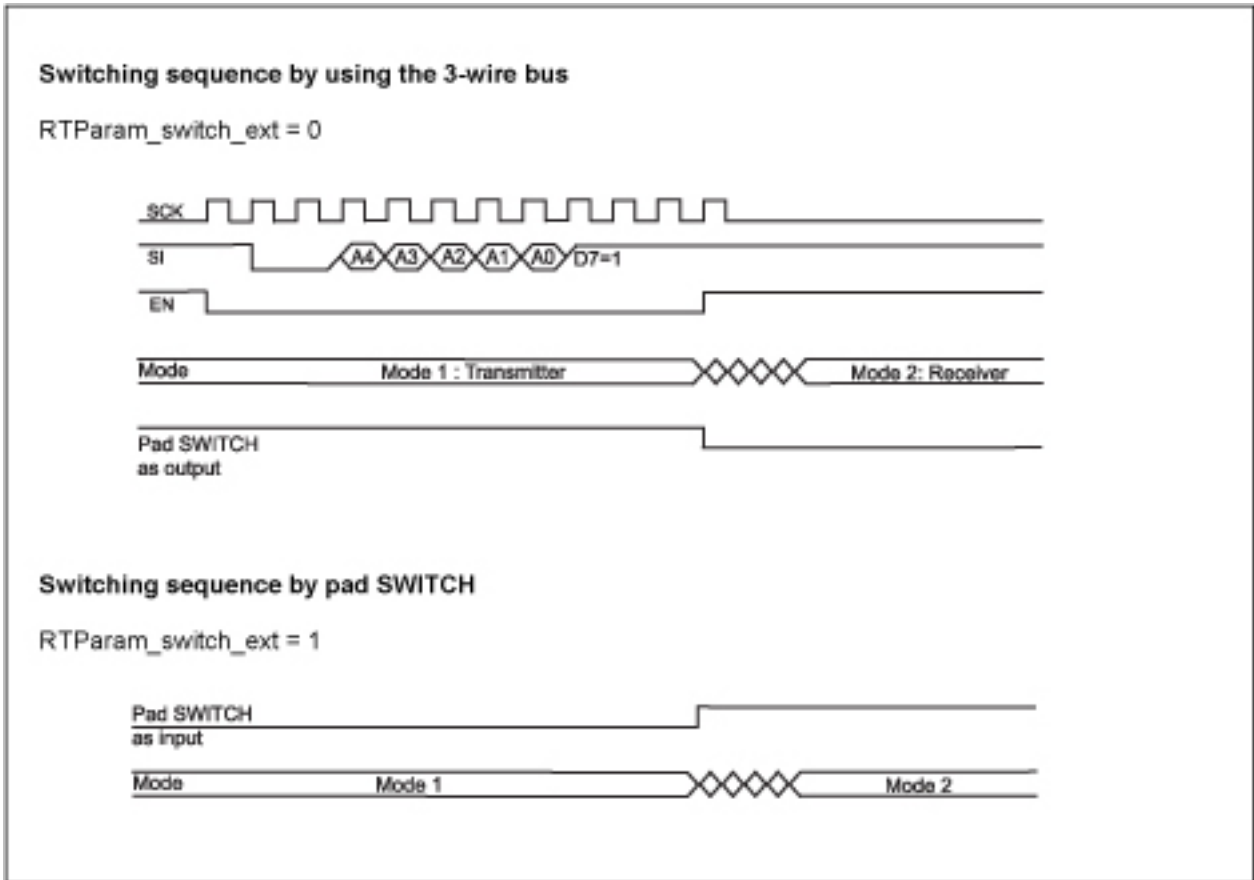 Switching sequence by using the 3-wire bus
RTParam_switch_ext = 0
SCK
SI
A4 A3 A2 A1 A0 D7=1
EN
Mode Mode 1 : Transmitter Mode 2: Receiver
Pad SWITCH
as output
Switching sequence by pad SWITCH
RTParam_switch_ext = 1
Pad SWITCH
as input
Mode Mode 1 Mode 2